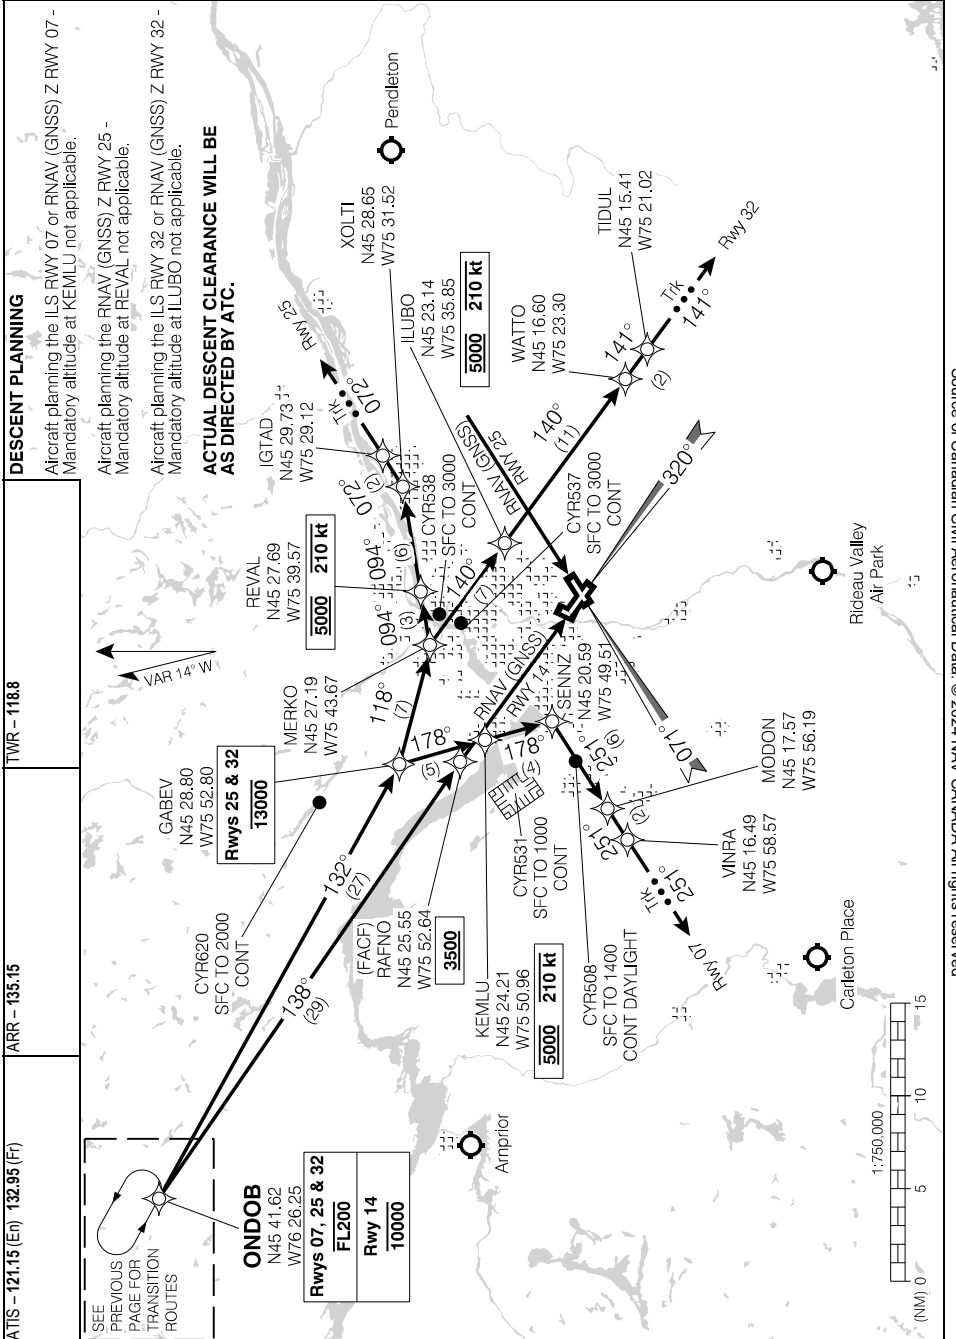 ATIS – 121.15 (En) 132.95 (Fr)
ARR – 135.15
TWR – 118.8
DESCENT PLANNING
Aircraft planning the ILS RWY 07 or RNAV (GNSS) Z RWY 07 -
Mandatory altitude at KEMLU not applicable.
Aircraft planning the RNAV (GNSS) Z RWY 25 -
Mandatory altitude at REVAL not applicable.
Aircraft planning the ILS RWY 32 or RNAV (GNSS) Z RWY 32 -
Mandatory altitude at ILUBO not applicable.
ACTUAL DESCENT CLEARANCE WILL BE
AS DIRECTED BY ATC.
SEE
PREVIOUS
PAGE FOR
TRANSITION
ROUTES
ONDOB
N45 41.62
W76 26.25
Rwys 07, 25 & 32
FL200
Rwy 14
10000
132°
(27)
138°
(29)
CYR620
SFC TO 2000
CONT
GABEV
N45 28.80
W75 52.80
Rwys 25 & 32
13000
VAR 14° W
MERKO
N45 27.19
W75 43.67
118°
(7)
REVAL
N45 27.69
W75 39.57
5000 210 kt
094°
(3)
094°
(6)
IGTAD
N45 29.73
W75 29.12
072°
(2)
072°
Trk
Rwy 25
XOLTI
N45 28.65
W75 31.52
Pendleton
CYR538
SFC TO 3000
CONT
ILUBO
N45 23.14
W75 35.85
5000 210 kt
140°
(7)
140°
(11)
RNAV (GNSS)
RWY 25
CYR537
SFC TO 3000
CONT
WATTO
N45 16.60
W75 23.30
TIDUL
N45 15.41
W75 21.02
141°
(2)
Trk
141°
Rwy 32
178°
(5)
(FACF)
RAFNO
N45 25.55
W75 52.64
3500
RNAV (GNSS)
RWY 14
KEMLU
N45 24.21
W75 50.96
5000 210 kt
178°
(4)
CYR531
SFC TO 1000
CONT
SENNZ
N45 20.59
W75 49.51
251°
(6)
CYR508
SFC TO 1400
CONT DAYLIGHT
MODON
N45 17.57
W75 56.19
251°
(2)
VINRA
N45 16.49
W75 58.57
Trk
251°
Rwy 07
071°
320°
Rideau Valley
Air Park
Carleton Place
Arnprior
1:750,000
(NM) 0 5 10 15